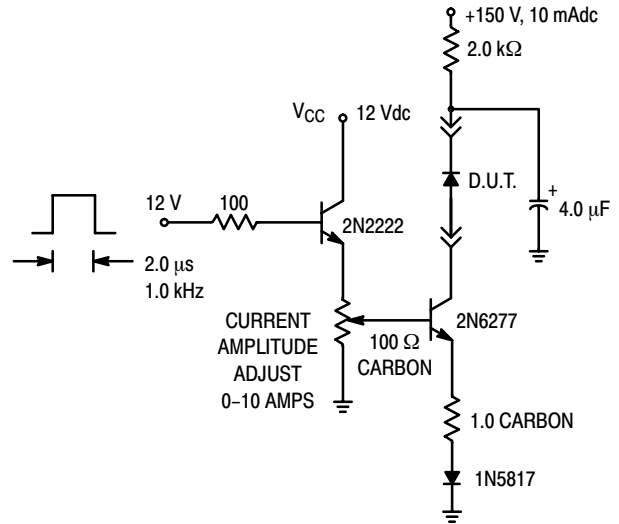 +150 V, 10 mAdc
2.0 kΩ
VCC 12 Vdc
D.U.T.
+
4.0 μF
12 V
100
2N2222
2.0 μs
1.0 kHz
CURRENT
AMPLITUDE
ADJUST
0–10 AMPS
100 Ω
CARBON
2N6277
1.0 CARBON
1N5817